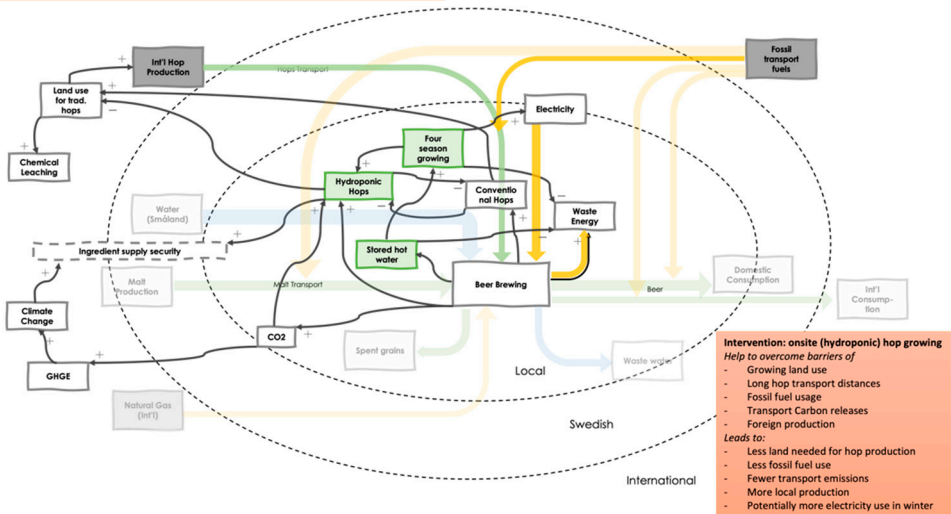 Int'l Hop
Production
Hops Transport
Fossil
transport
fuels
Land use
for trad.
hops
Electricity
Four
season
growing
Chemical
Leaching
Hydroponic
Hops
Conventio
nal Hops
Water
(Småland)
Waste
Energy
Ingredient supply security
Stored hot
water
Malt
Production
Malt Transport
Beer Brewing
Beer
Domestic
Consumption
Int'l
Consump-
tion
Climate
Change
CO2
GHGE
Spent grains
Waste water
Local
Natural Gas
(Int'l)
Swedish
International
Intervention: onsite (hydroponic) hop growing
Help to overcome barriers of
- Growing land use
- Long hop transport distances
- Fossil fuel usage
- Transport Carbon releases
- Foreign production
Leads to:
- Less land needed for hop production
- Less fossil fuel use
- Fewer transport emissions
- More local production
- Potentially more electricity use in winter